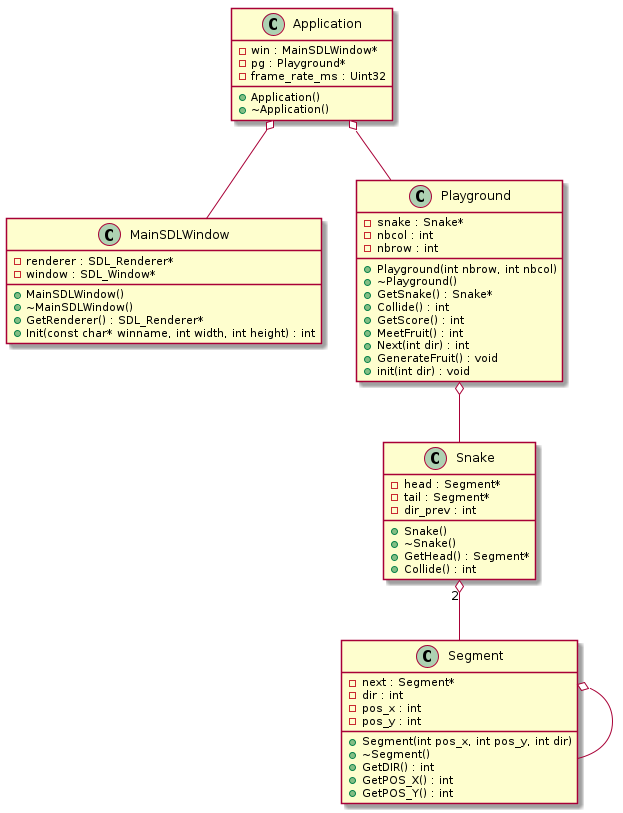 C Application
win : MainSDLWindow*
pg : Playground*
frame_rate_ms : Uint32
Application()
~Application()
C MainSDLWindow
renderer : SDL_Renderer*
window : SDL_Window*
MainSDLWindow()
~MainSDLWindow()
GetRenderer() : SDL_Renderer*
Init(const char* winname, int width, int height) : int
C Playground
snake : Snake*
nbcol : int
nbrow : int
Playground(int nbrow, int nbcol)
~Playground()
GetSnake() : Snake*
Collide() : int
GetScore() : int
MeetFruit() : int
Next(int dir) : int
GenerateFruit() : void
init(int dir) : void
C Snake
head : Segment*
tail : Segment*
dir_prev : int
Snake()
~Snake()
GetHead() : Segment*
Collide() : int
2
C Segment
next : Segment*
dir : int
pos_x : int
pos_y : int
Segment(int pos_x, int pos_y, int dir)
~Segment()
GetDIR() : int
GetPOS_X() : int
GetPOS_Y() : int